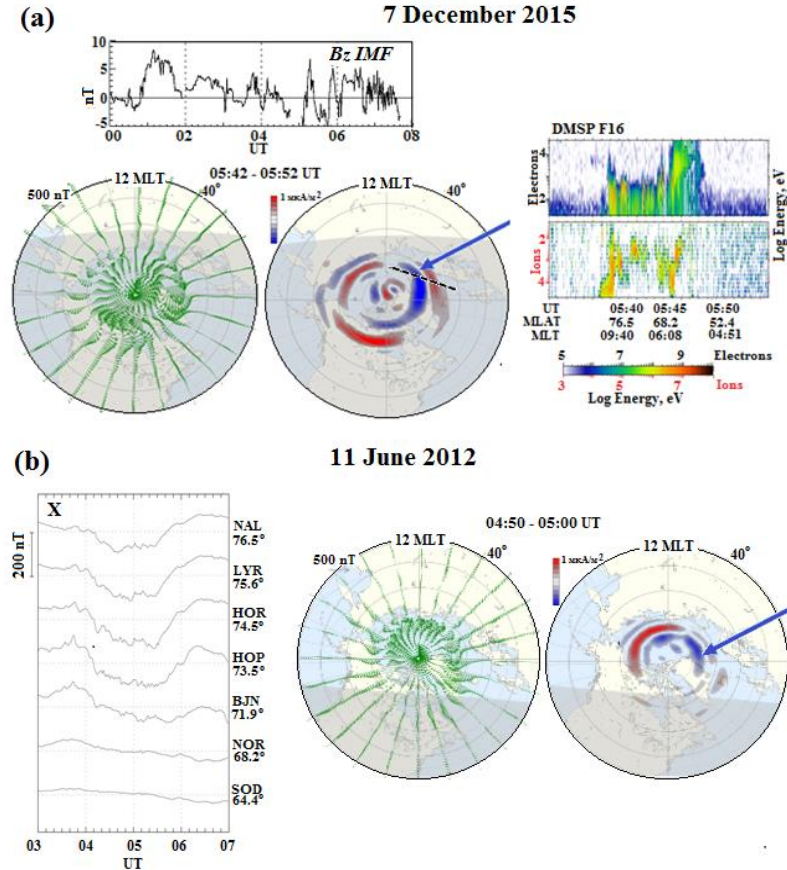 (a)
7 December 2015
10
5
0
-5
nT
Bz IMF
00 02 04 06 08
UT
05:42 - 05:52 UT
500 nT
12 MLT
40°
1 мкА/м²
12 MLT
40°
DMSP F16
Electrons
4
Ions
2
4
Log Energy, eV
UT 05:40 05:45 05:50
MLAT 76.5 68.2 52.4
MLT 09:40 06:08 04:51
5 7 9 Electrons
3 5 7 Ions
Log Energy, eV
(b)
11 June 2012
X
200 nT
NAL
76.5°
LYR
75.6°
HOR
74.5°
HOP
73.5°
BJN
71.9°
NOR
68.2°
SOD
64.4°
03 04 05 06 07
UT
04:50 - 05:00 UT
500 nT
12 MLT
40°
1 мкА/м²
12 MLT
40°